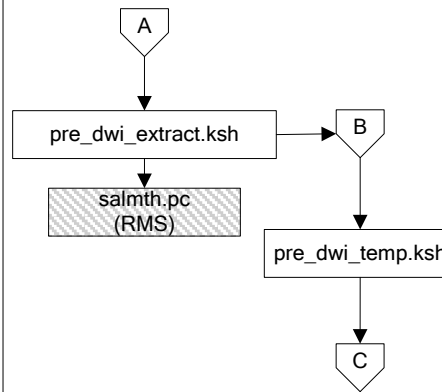 A
pre_dwi_extract.ksh
B
salmth.pc
(RMS)
pre_dwi_temp.ksh
C